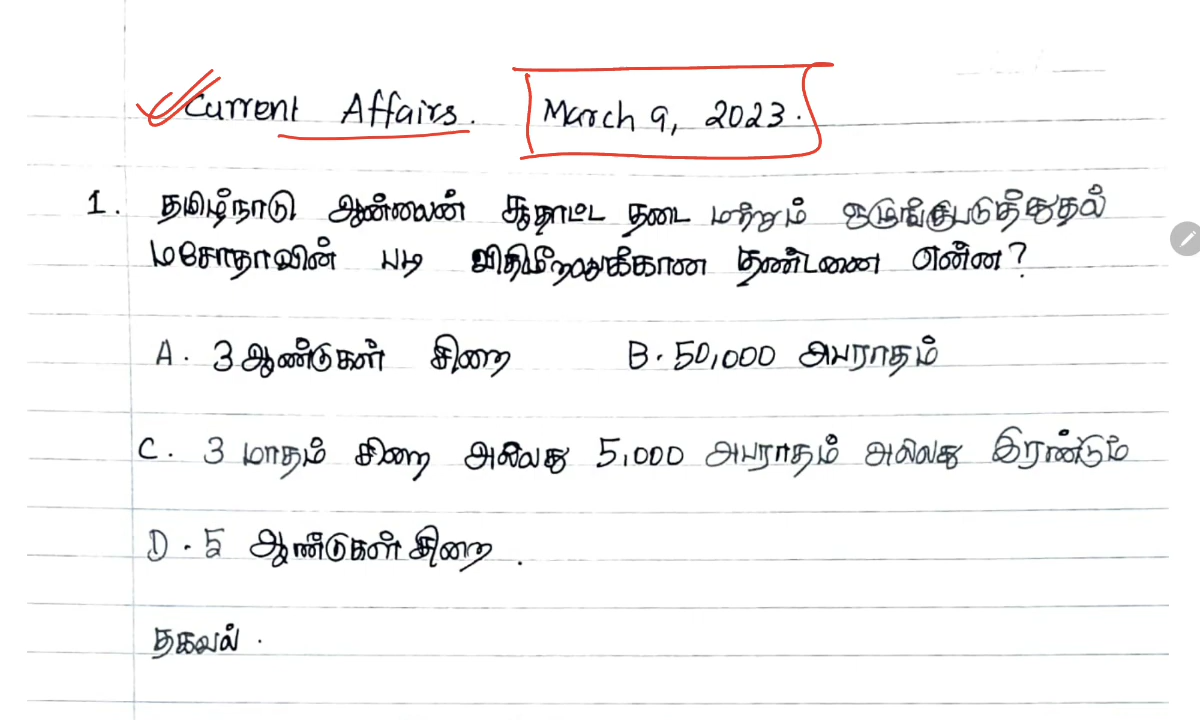 Current Affairs. March 9, 2023.
1. தமிழ்நாடு ஆன்லைன் சூதாட்ட தடை மற்றும் ஒழுங்குபடுத்துதல்
மசோதாவின் படி விதிமீறலுக்கான தண்டனை என்ன?
A. 3 ஆண்டுகள் சிறை B. 50,000 அபராதம்
C. 3 மாதம் சிறை அல்லது 5,000 அபராதம் அல்லது இரண்டும்
D. 5 ஆண்டுகள் சிறை.
தகவல்.